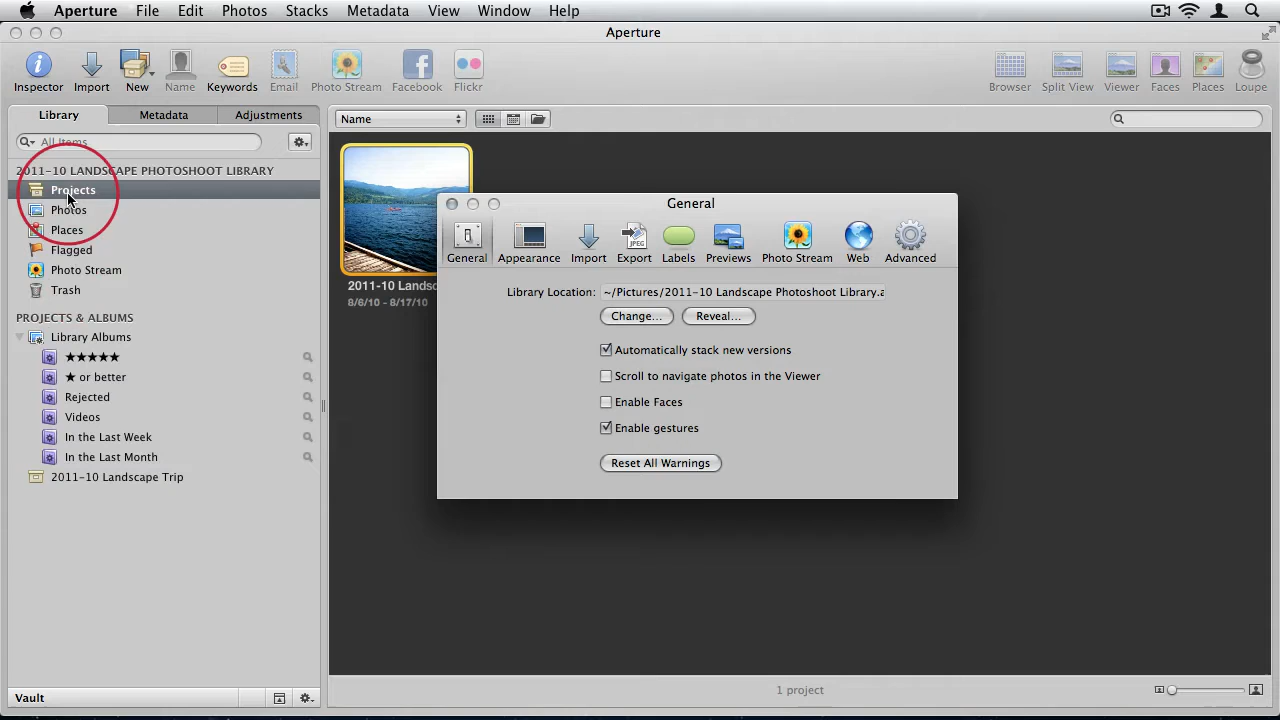 Aperture File Edit Photos Stacks Metadata View Window Help
Aperture
Inspector Import New Name Keywords Email Photo Stream Facebook Flickr Browser Split View Viewer Faces Places Loupe
Library Metadata Adjustments
Name
All Items
2011-10 LANDSCAPE PHOTOSHOOT LIBRARY
Projects
Photos
Places
Flagged
Photo Stream
Trash
PROJECTS & ALBUMS
Library Albums
★★★★★
★ or better
Rejected
Videos
In the Last Week
In the Last Month
2011-10 Landscape Trip
Vault
2011-10 Landsc
8/6/10 - 8/17/10
General
General Appearance Import Export Labels Previews Photo Stream Web Advanced
JPEG
Library Location: ~/Pictures/2011-10 Landscape Photoshoot Library.a
Change... Reveal...
Automatically stack new versions
Scroll to navigate photos in the Viewer
Enable Faces
Enable gestures
Reset All Warnings
1 project